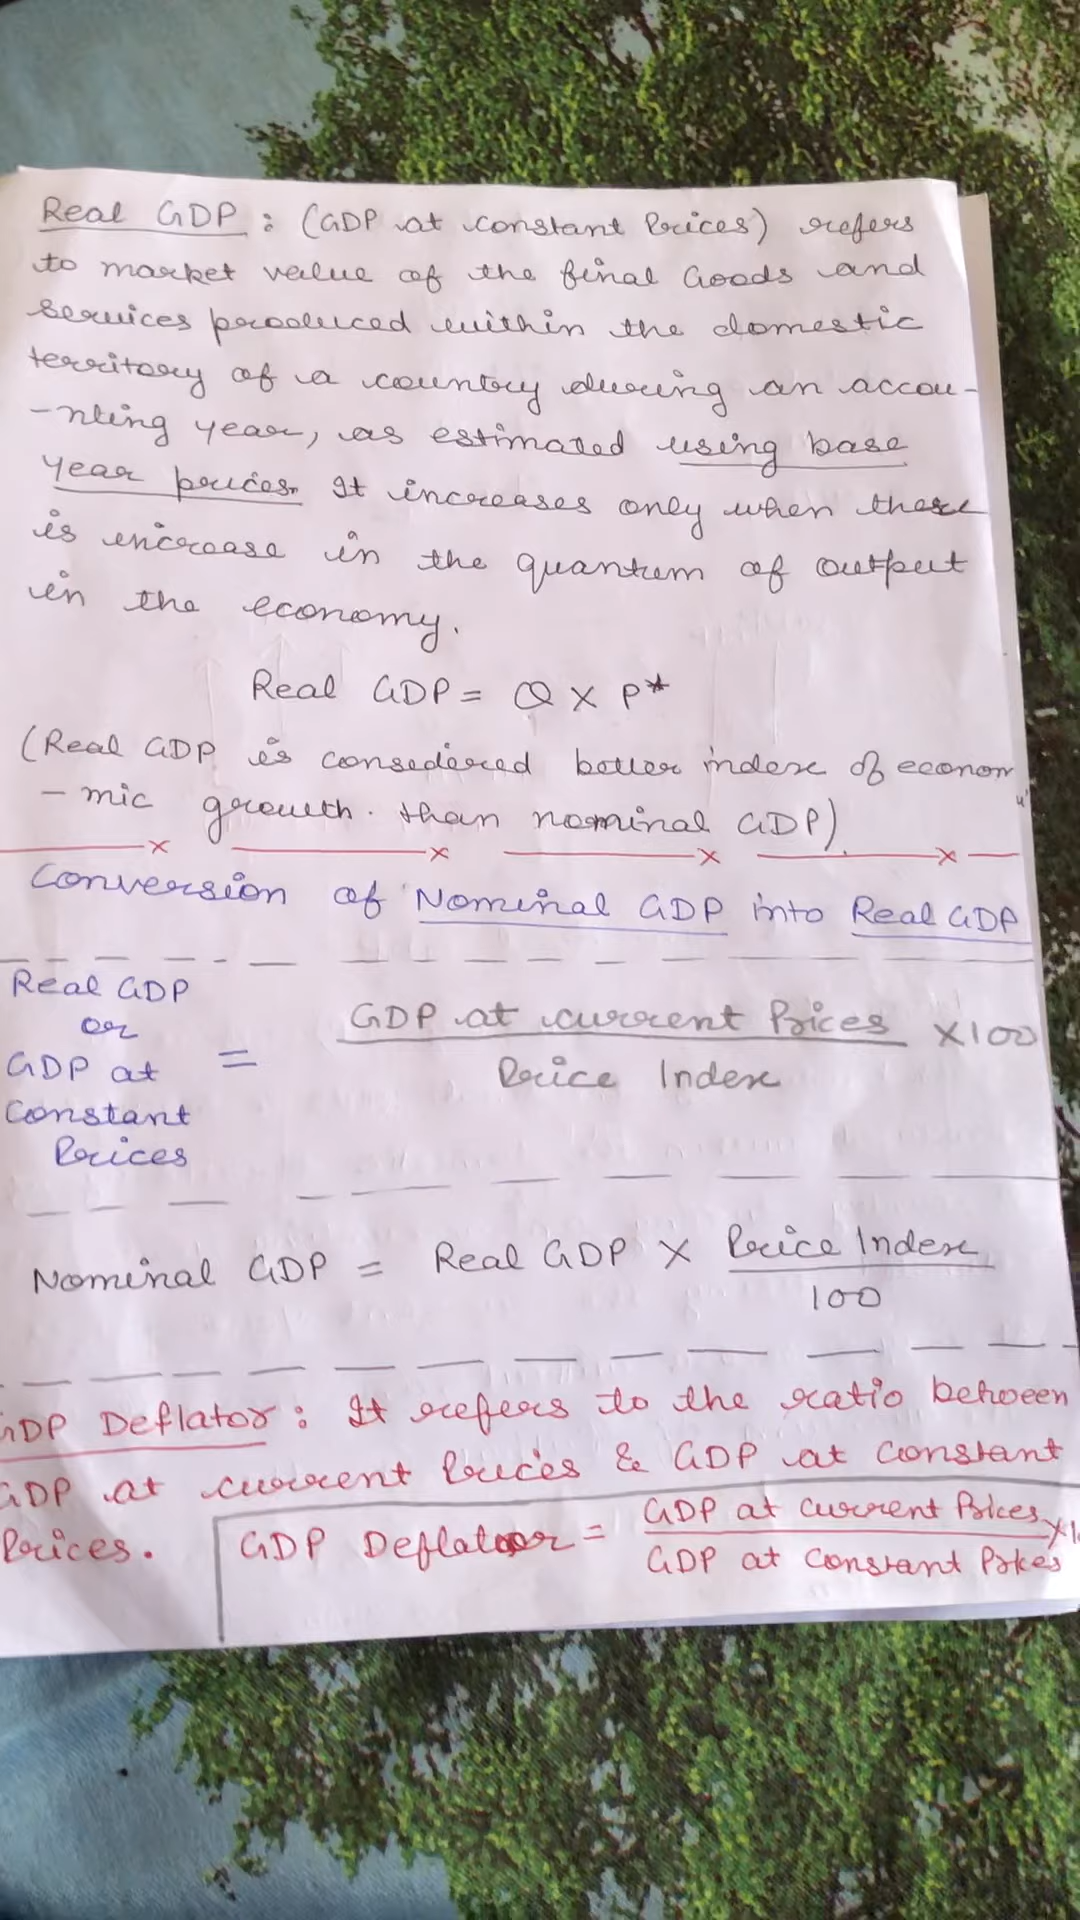 Real GDP : (GDP at constant Prices) refers
to market value of the final Goods and
services produced within the domestic
territory of a country during an accou-
-nting year, as estimated using base
year prices. It increases only when there
is increase in the quantum of output
in the economy.
Real GDP = Q X P*
(Real GDP is considered better index of econom
-mic growth. than nominal GDP).
Conversion of Nominal GDP into Real GDP
Real GDP
or
GDP at
Constant
Prices
=
GDP at current Prices X100
Price Index
Nominal GDP = Real GDP X Price Index
100
GDP Deflator : It refers to the ratio between
GDP at current Prices & GDP at constant
Prices.
GDP Deflator = GDP at current Prices X10
GDP at constant Prices